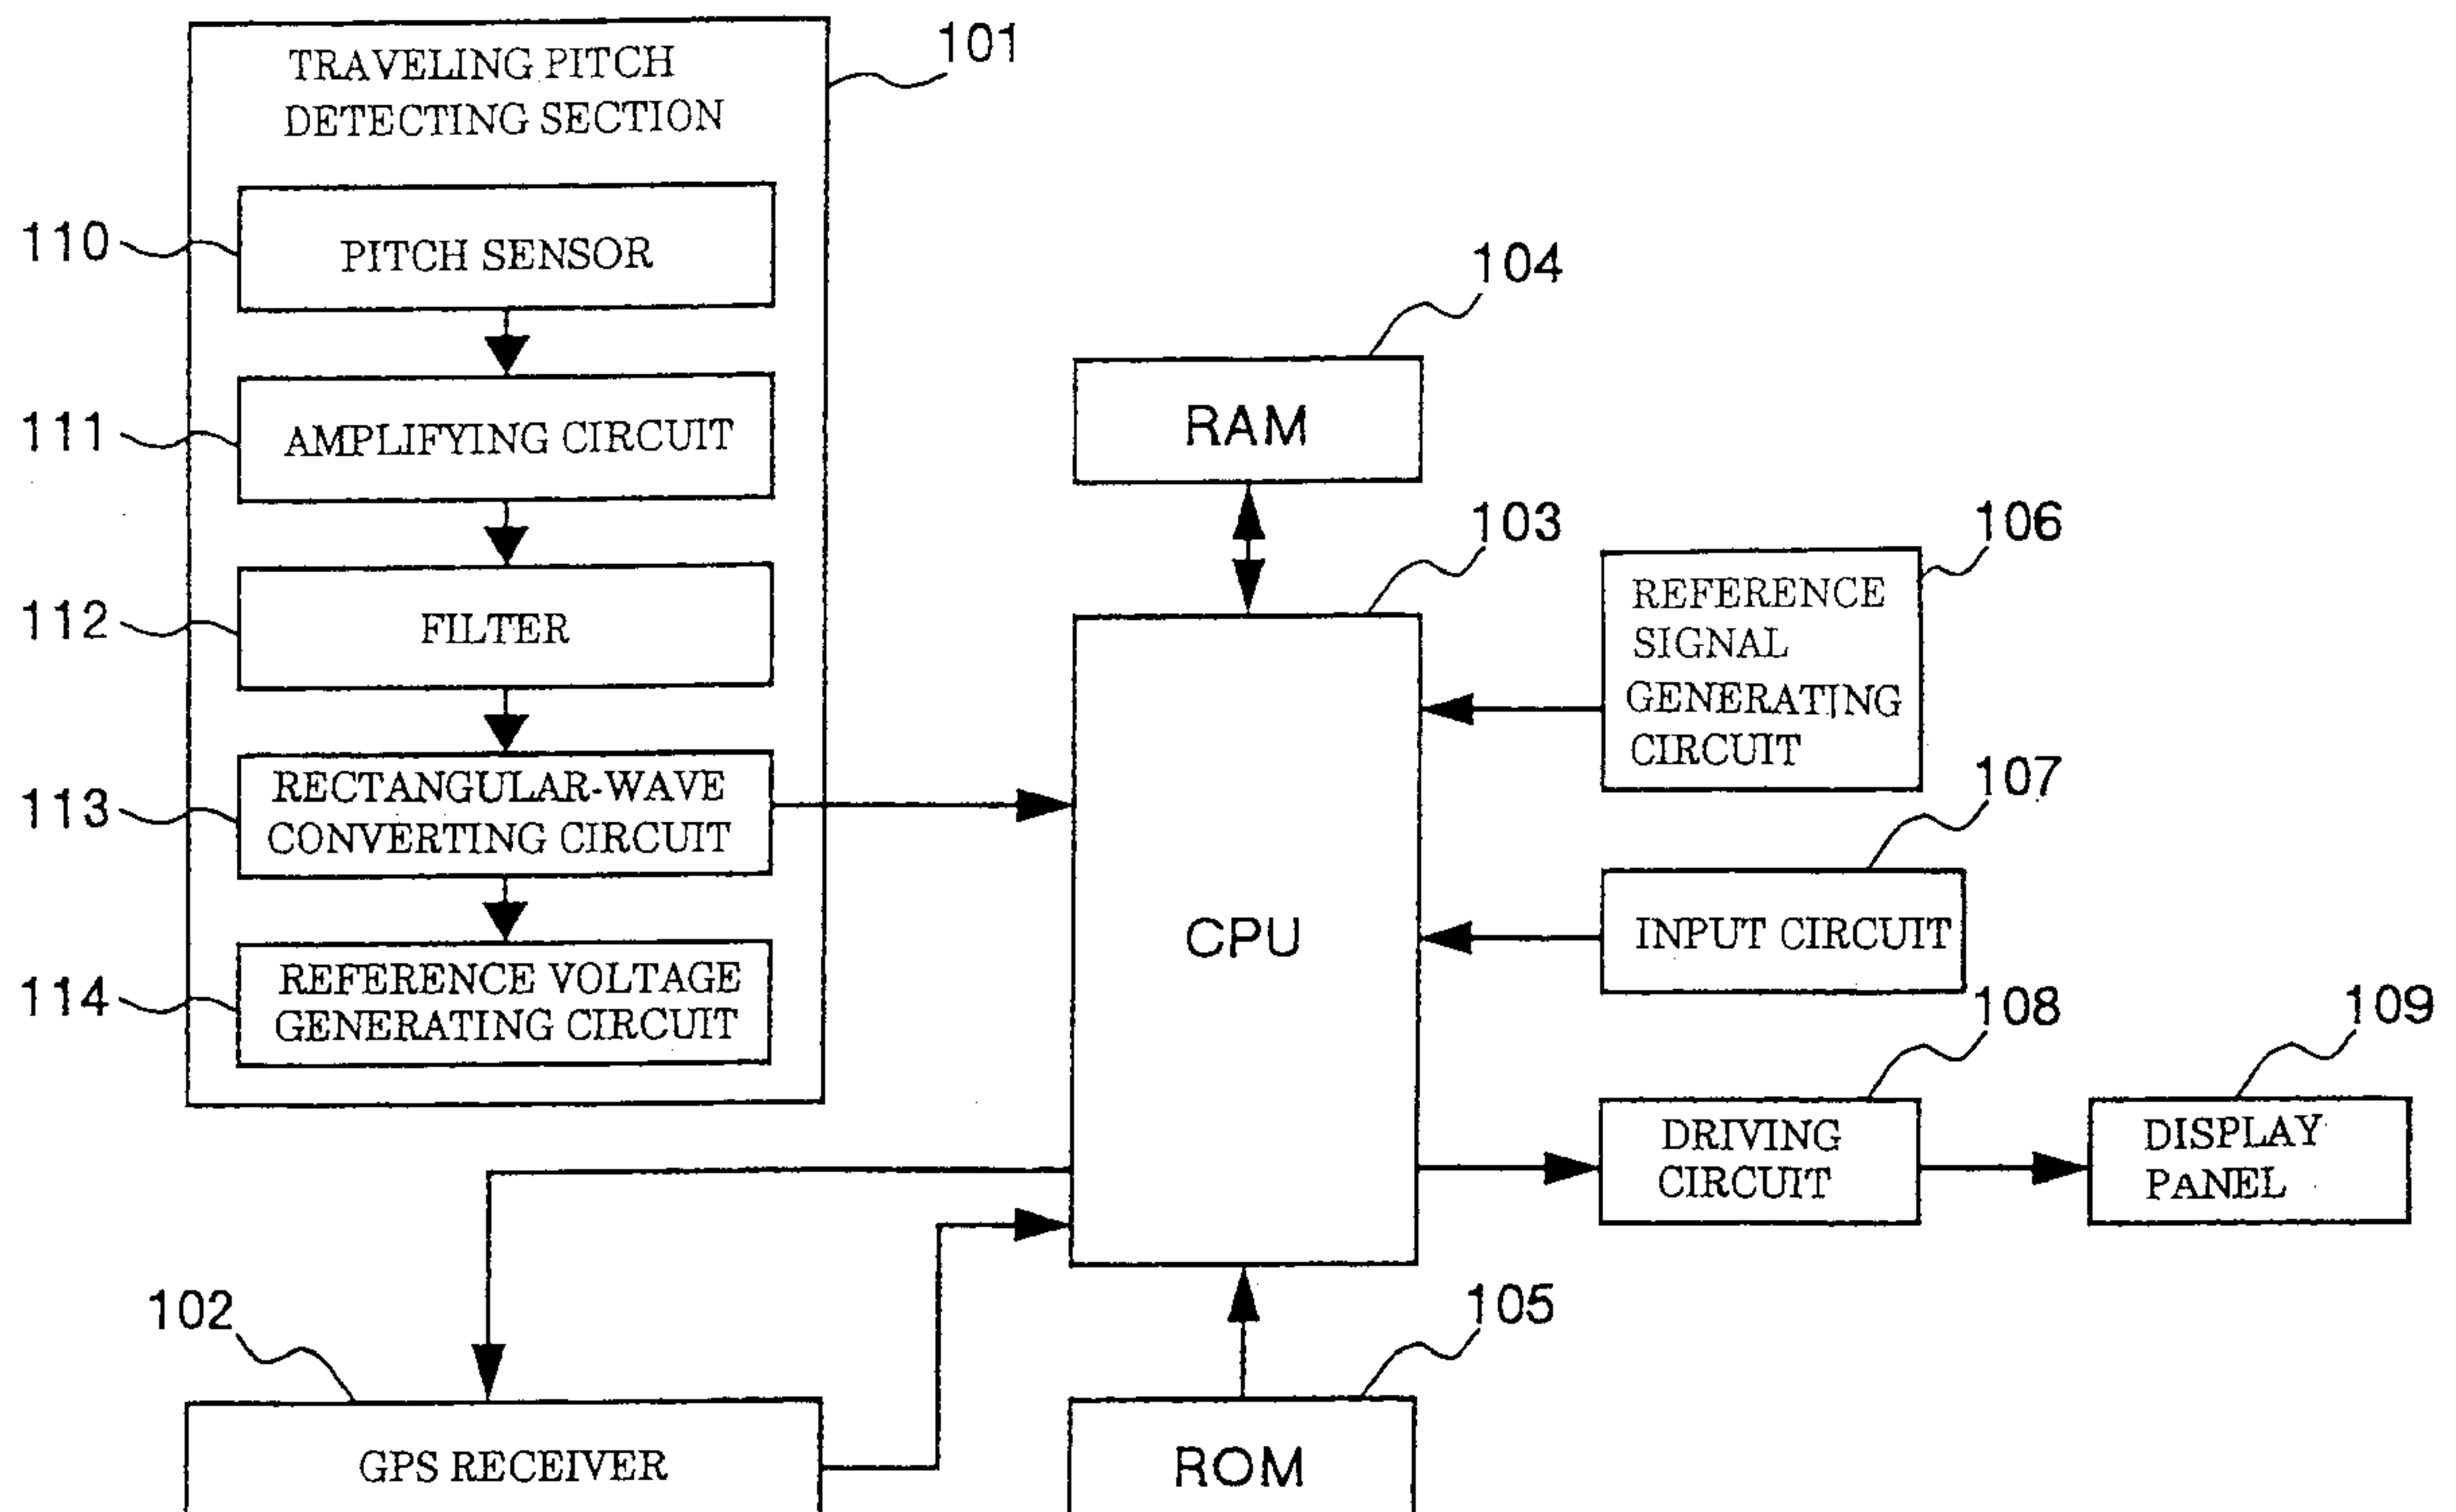 TRAVELING PITCH
DETECTING SECTION
101
110
PITCH SENSOR
111
AMPLIFYING CIRCUIT
112
FILTER
113
RECTANGULAR-WAVE
CONVERTING CIRCUIT
114
REFERENCE VOLTAGE
GENERATING CIRCUIT
104
RAM
103
CPU
106
REFERENCE
SIGNAL
GENERATING
CIRCUIT
107
INPUT CIRCUIT
108
DRIVING
CIRCUIT
109
DISPLAY
PANEL
102
GPS RECEIVER
105
ROM